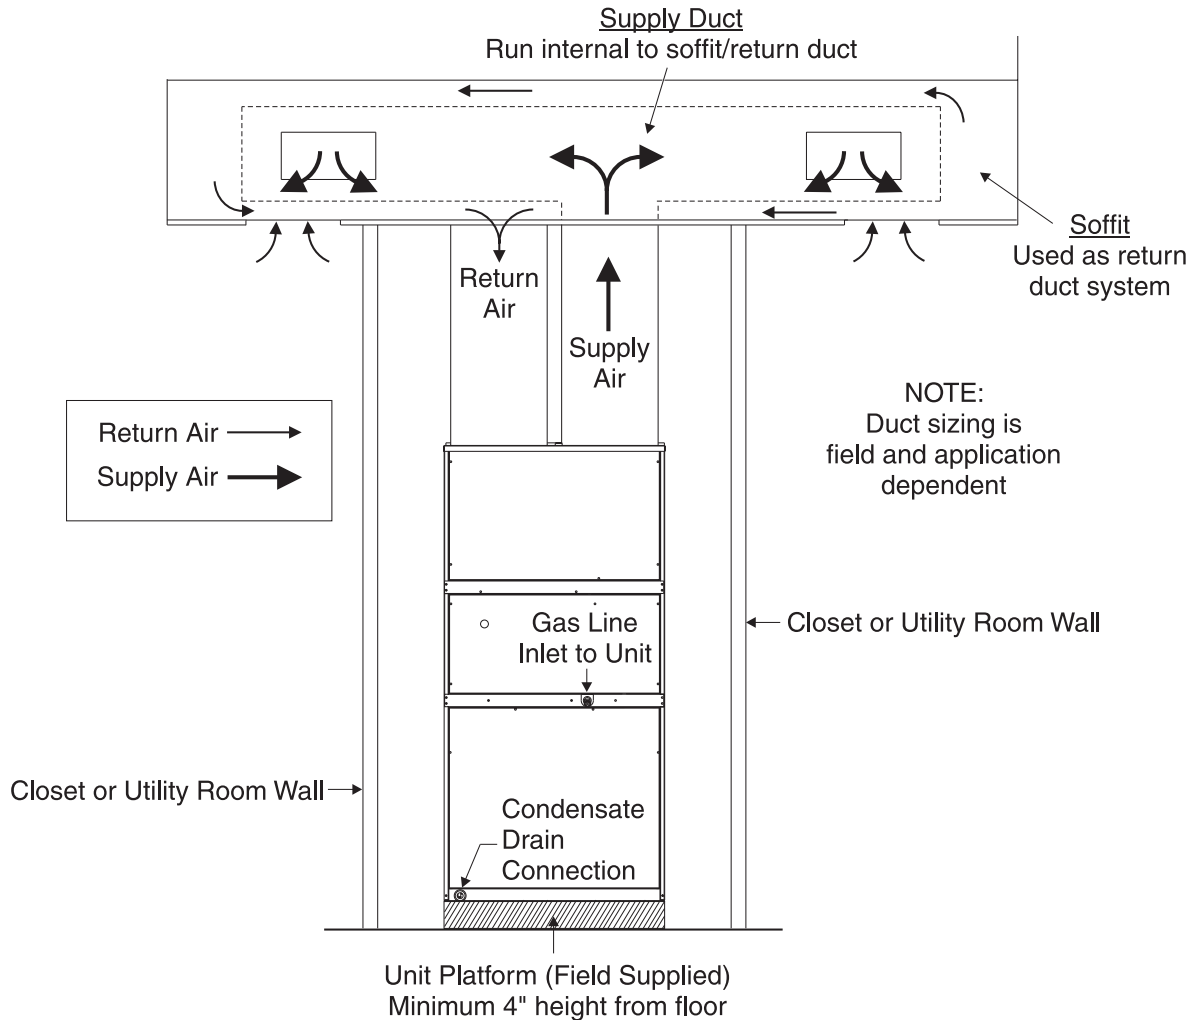 Supply Duct
Run internal to soffit/return duct
Soffit
Used as return
duct system
Return
Air
Supply
Air
NOTE:
Duct sizing is
field and application
dependent
Return Air
Supply Air
Gas Line
Inlet to Unit
Closet or Utility Room Wall
Closet or Utility Room Wall
Condensate
Drain
Connection
Unit Platform (Field Supplied)
Minimum 4" height from floor